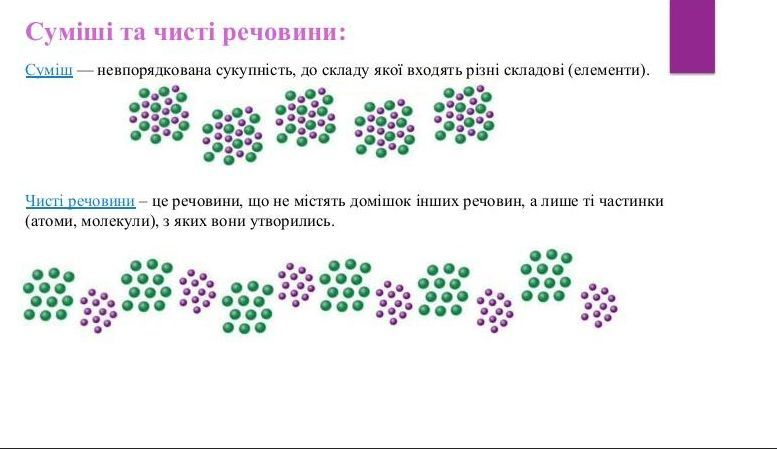 Суміші та чисті речовини:
Суміш — невпорядкована сукупність, до складу якої входять різні складові (елементи).
Чисті речовини – це речовини, що не містять домішок інших речовин, а лише ті частинки
(атоми, молекули), з яких вони утворились.